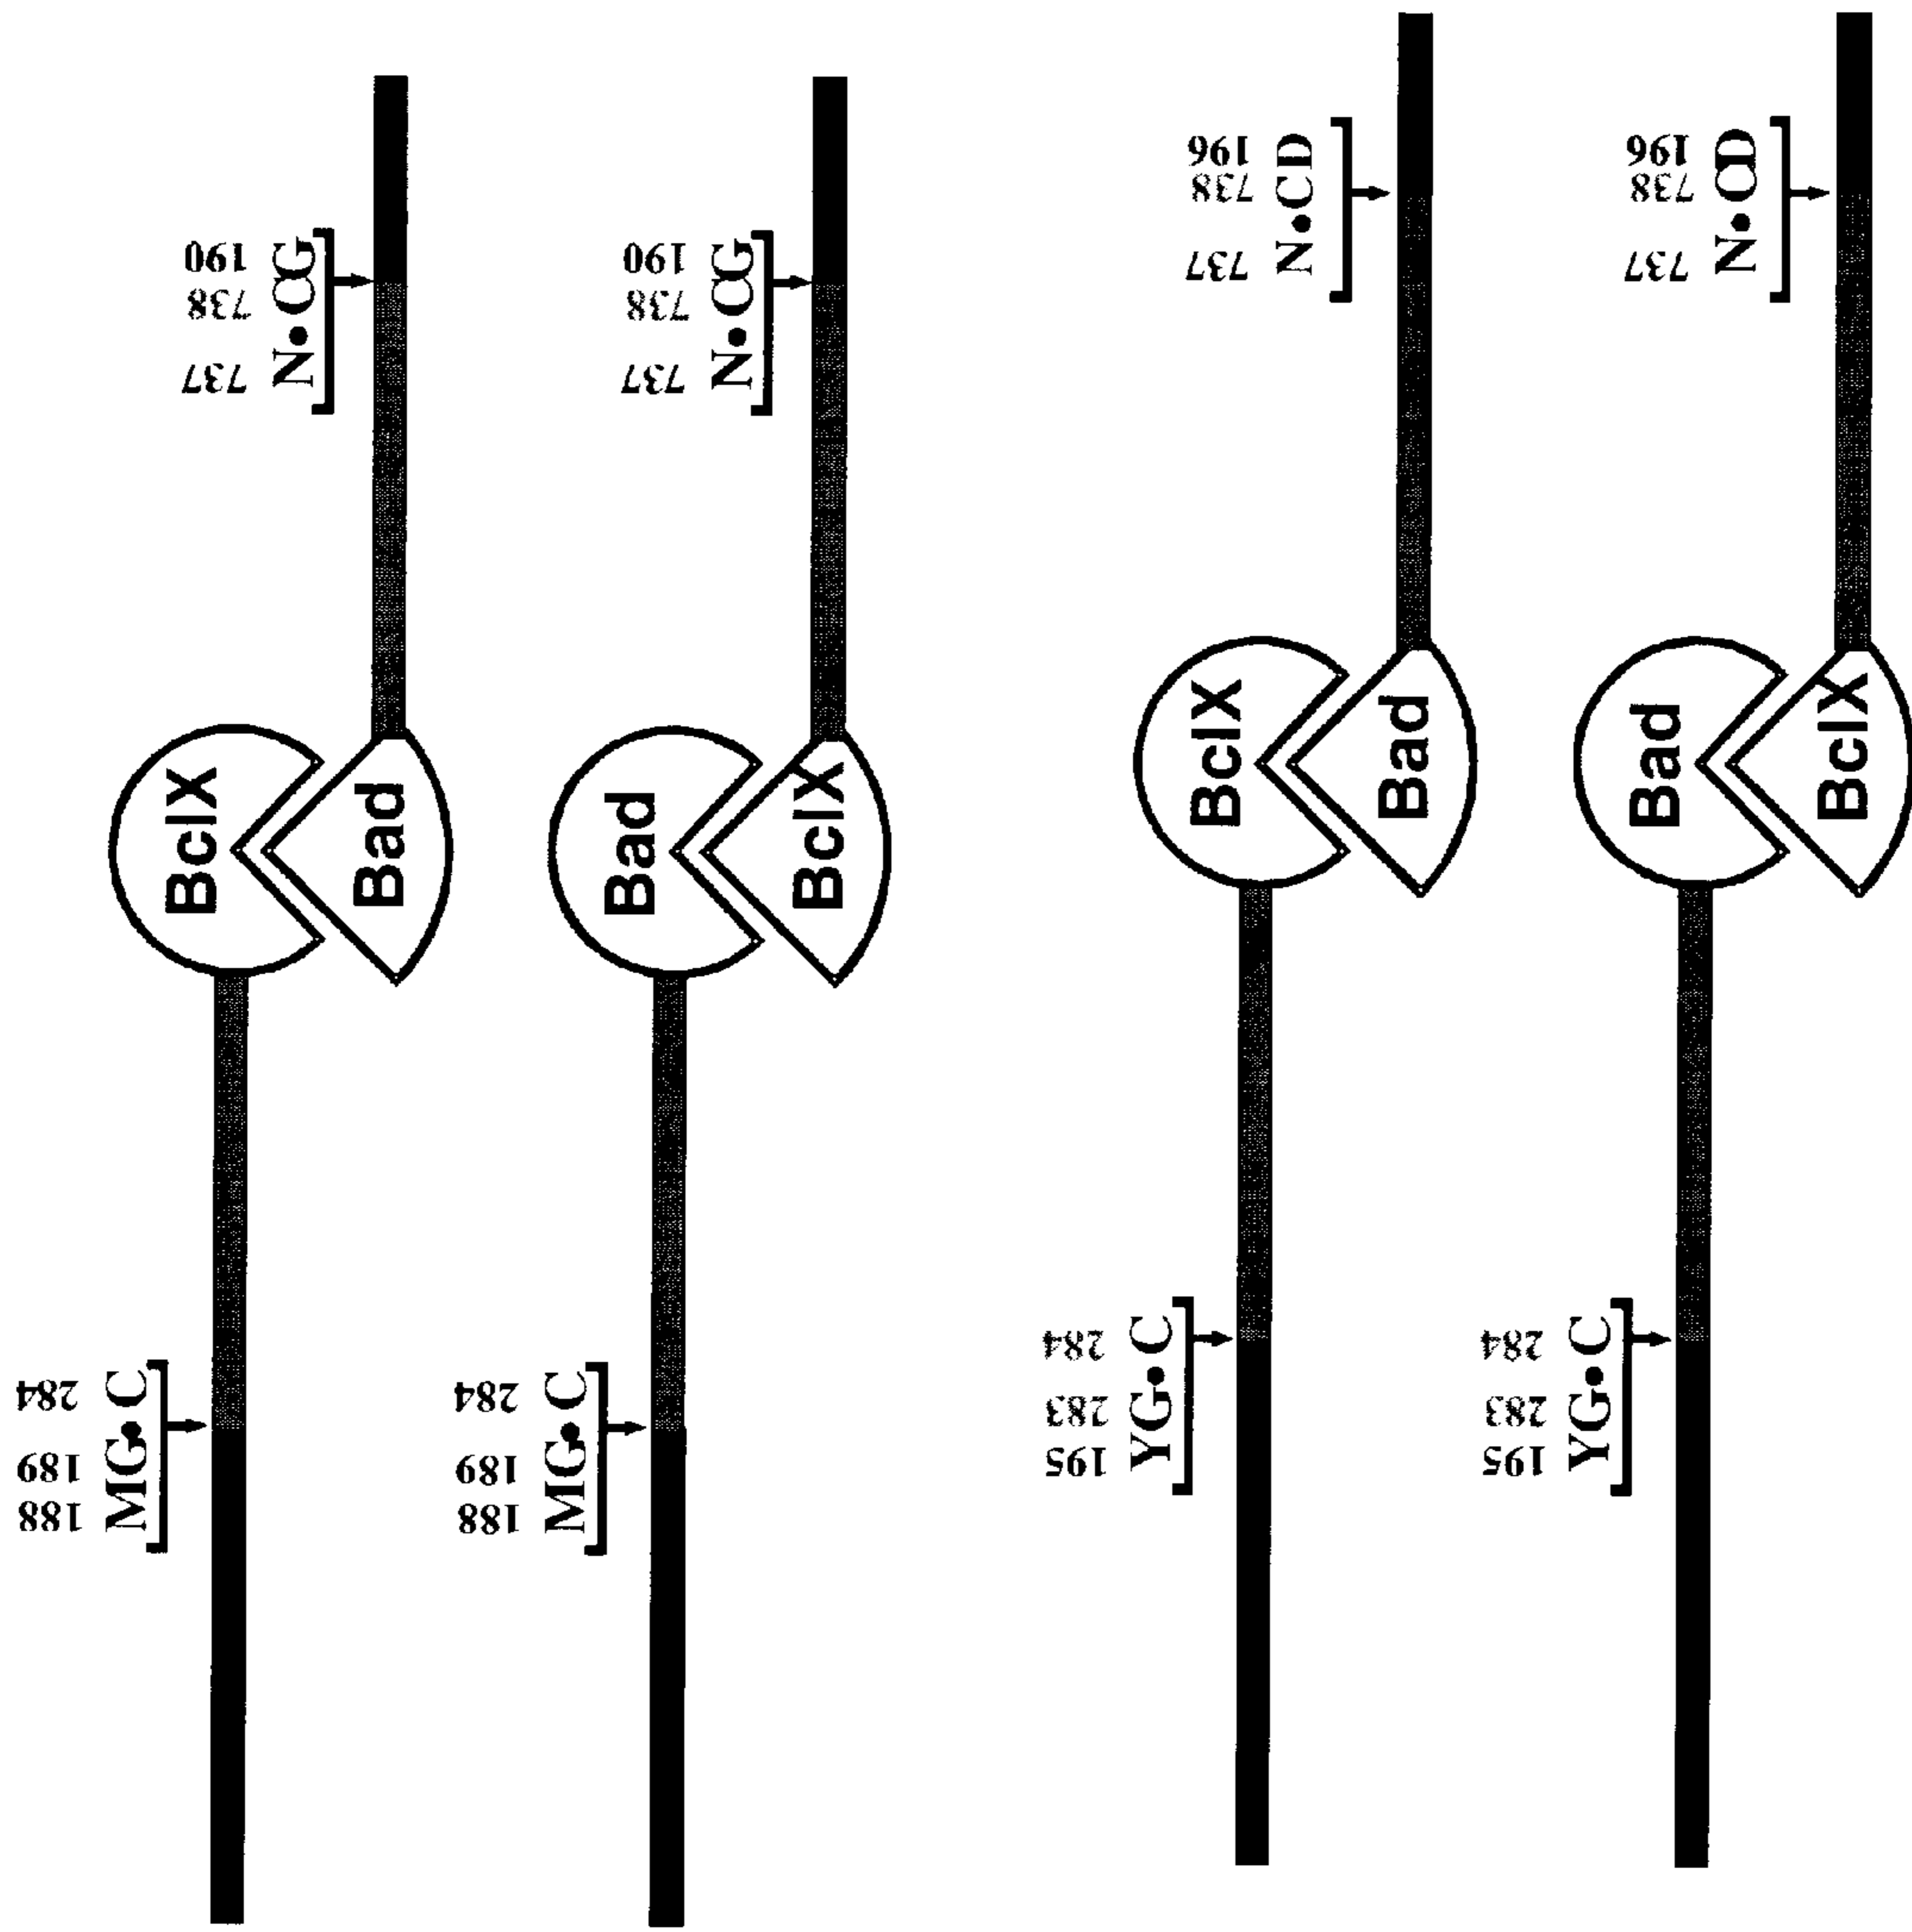 188 189 284
MG•C
BclX
737 738 190
N•CG
Bad
188 189 284
MG•C
Bad
737 738 190
N•CG
BclX
195 283 284
YG•C
BclX
737 738 196
N•CD
Bad
195 283 284
YG•C
Bad
737 738 196
N•CD
BclX